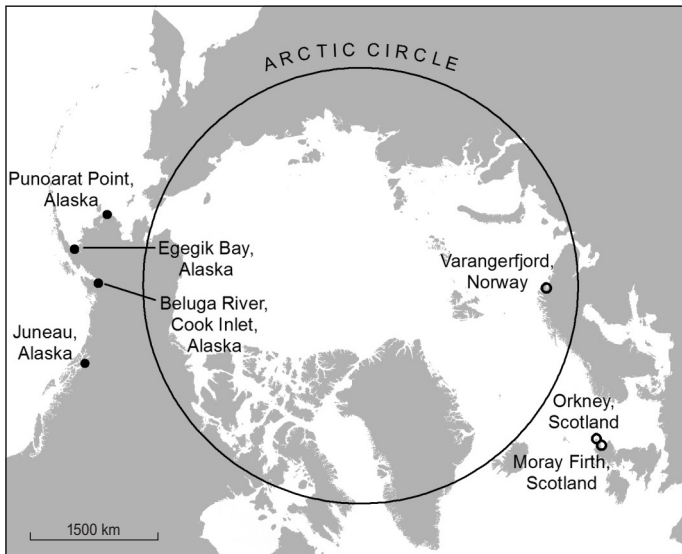 ARCTIC CIRCLE
Punoarat Point,
Alaska
Egegik Bay,
Alaska
Varangerfjord,
Norway
Beluga River,
Cook Inlet,
Alaska
Juneau,
Alaska
Orkney,
Scotland
Moray Firth,
Scotland
1500 km